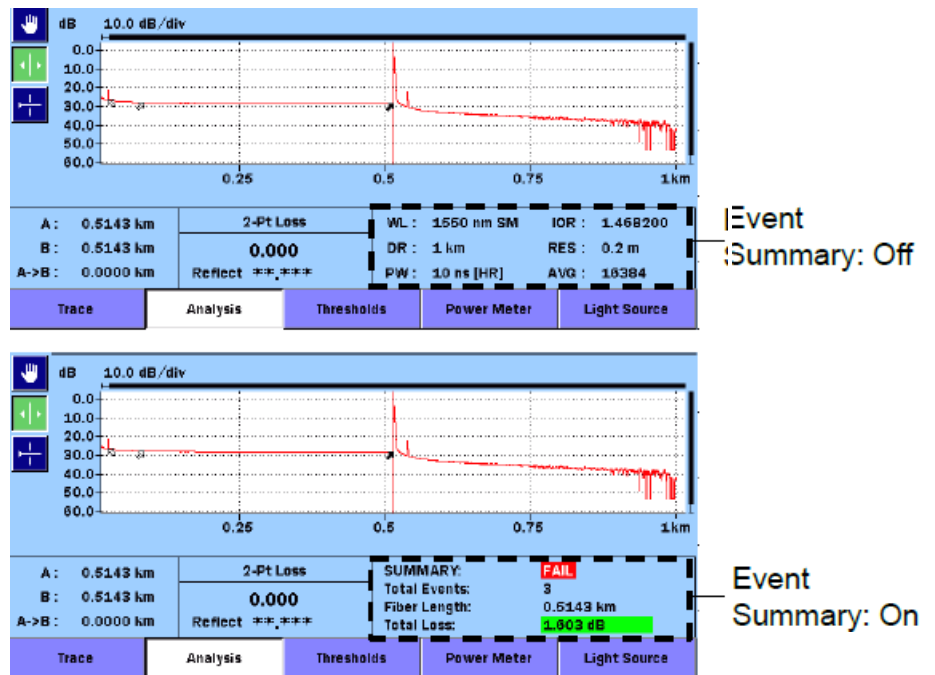 dB 10.0 dB/div
0.0
10.0
20.0
30.0
40.0
50.0
60.0
0.25 0.5 0.75 1km
A: 0.5143 km
B: 0.5143 km
A->B: 0.0000 km
2-Pt Loss
0.000
Reflect **.***
WL: 1550 nm SM IOR: 1.468200
DR: 1 km RES: 0.2 m
PW: 10 ns [HR] AVG: 16384
Trace Analysis Thresholds Power Meter Light Source
Event
Summary: Off
dB 10.0 dB/div
0.0
10.0
20.0
30.0
40.0
50.0
60.0
0.25 0.5 0.75 1km
A: 0.5143 km
B: 0.5143 km
A->B: 0.0000 km
2-Pt Loss
0.000
Reflect **.***
SUMMARY: FAIL
Total Events: 3
Fiber Length: 0.5143 km
Total Loss: 1.603 dB
Trace Analysis Thresholds Power Meter Light Source
Event
Summary: On